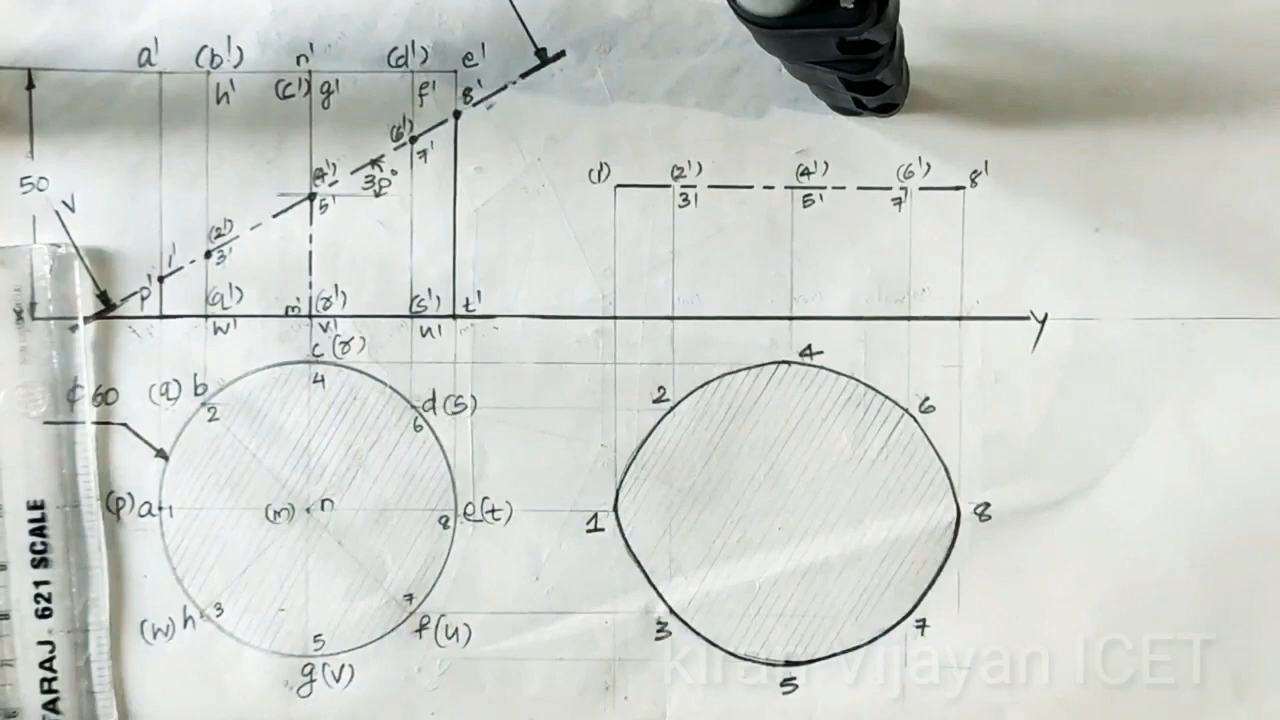 a' (b') n' (d') e'
h' (c') g' f' 8'
(6')
7'
50
V
(4')
5'
30°
(2')
3'
1'
p' (q') m' (r') (s') t'
w' v' u'
(1') (2') (4') (6') 8'
3' 5' 7'
y
c (r)
4
¢ 60
(q) b
2
d (s)
6
(p) a 1
(m) n
8 e (t)
(w) h 3
7
f (u)
5
g (v)
4
2
6
1
8
3
7
5
TARAJ. 621 SCALE
kiran vijayan ICET